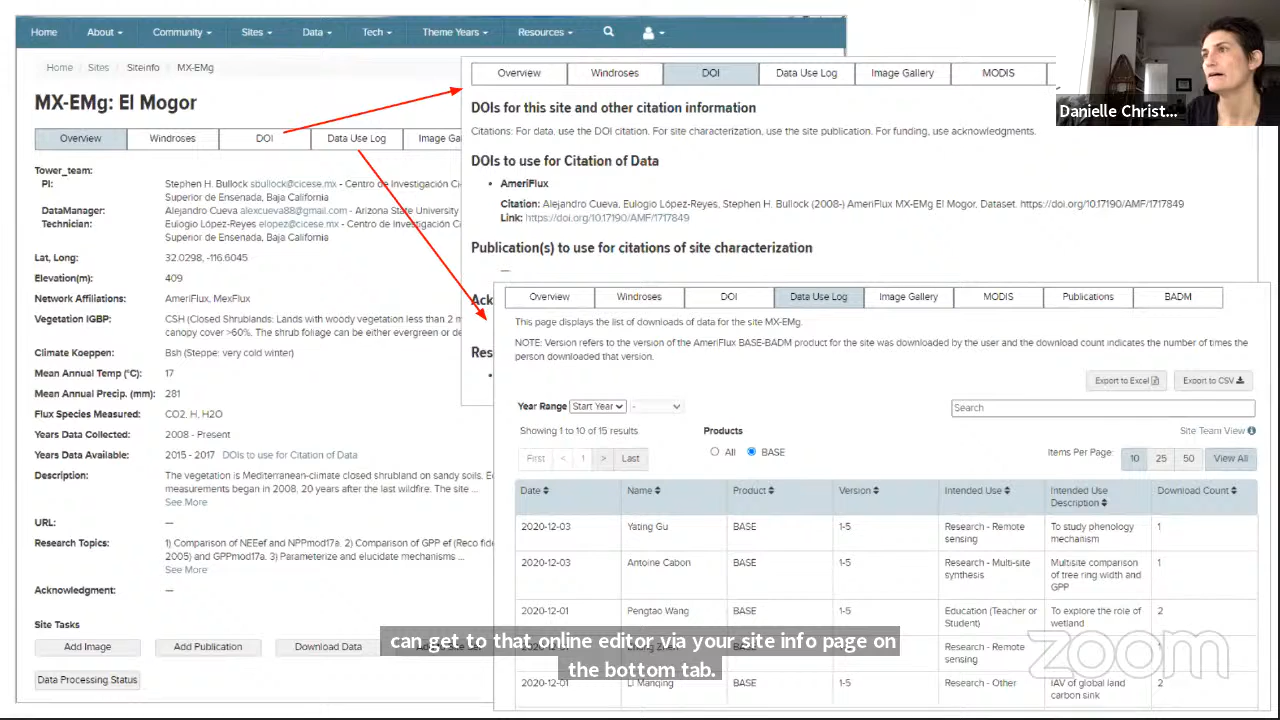 Home About Community Sites Data Tech Theme Years Resources
Home Sites Siteinfo MX-EMg
MX-EMg: El Mogor
Overview Windroses DOI Data Use Log Image Ga
Tower_team:
PI: Stephen H. Bullock sbullock@cicese.mx - Centro de Investigación Ci
Superior de Ensenada, Baja California
DataManager: Alejandro Cueva alexcueva88@gmail.com - Arizona State University
Technician: Eulogio López-Reyes elopez@cicese.mx - Centro de Investigación C
Superior de Ensenada, Baja California
Lat, Long: 32.0298, -116.6045
Elevation(m): 409
Network Affiliations: AmeriFlux, MexFlux
Vegetation IGBP: CSH (Closed Shrublands: Lands with woody vegetation less than 2 m
canopy cover >60%. The shrub foliage can be either evergreen or de
Climate Koeppen: Bsh (Steppe: very cold winter)
Mean Annual Temp (°C): 17
Mean Annual Precip. (mm): 281
Flux Species Measured: CO2, H, H2O
Years Data Collected: 2008 - Present
Years Data Available: 2015 - 2017 DOIs to use for Citation of Data
Description: The vegetation is Mediterranean-climate closed shrubland on sandy soils.
measurements began in 2008, 20 years after the last wildfire. The site ...
See More
URL: —
Research Topics: 1) Comparison of NEEef and NPPmod17a. 2) Comparison of GPP ef (Reco fide
2005) and GPPmod17a. 3) Parameterize and elucidate mechanisms ...
See More
Acknowledgment: —
Site Tasks
Add Image Add Publication Download Data
Data Processing Status
Overview Windroses DOI Data Use Log Image Gallery MODIS
DOIs for this site and other citation information
Citations: For data, use the DOI citation. For site characterization, use the site publication. For funding, use acknowledgments.
DOIs to use for Citation of Data
• AmeriFlux
Citation: Alejandro Cueva, Eulogio López-Reyes, Stephen H. Bullock (2008-) AmeriFlux MX-EMg El Mogor, Dataset. https://doi.org/10.17190/AMF/1717849
Link: https://doi.org/10.17190/AMF/1717849
Publication(s) to use for citations of site characterization
—
Ack
Res
Overview Windroses DOI Data Use Log Image Gallery MODIS Publications BADM
This page displays the list of downloads of data for the site MX-EMg.
NOTE: Version refers to the version of the AmeriFlux BASE-BADM product for the site was downloaded by the user and the download count indicates the number of times the
person downloaded that version.
Export to Excel Export to CSV
Year Range Start Year - Search
Showing 1 to 10 of 15 results Products Site Team View
First < 1 > Last All BASE Items Per Page: 10 25 50 View All
Date Name Product Version Intended Use Intended Use Description Download Count
2020-12-03 Yating Gu BASE 1-5 Research - Remote sensing To study phenology mechanism 1
2020-12-03 Antoine Cabon BASE 1-5 Research - Multi-site synthesis Multisite comparison of tree ring width and GPP 1
2020-12-01 Pengtao Wang BASE 1-5 Education (Teacher or Student) To explore the role of wetland 2
Research - Remote sensing
2020-12-01 Li Manqing BASE 1-5 Research - Other IAV of global land carbon sink 2
Danielle Christ...
can get to that online editor via your site info page on
the bottom tab.
zoom